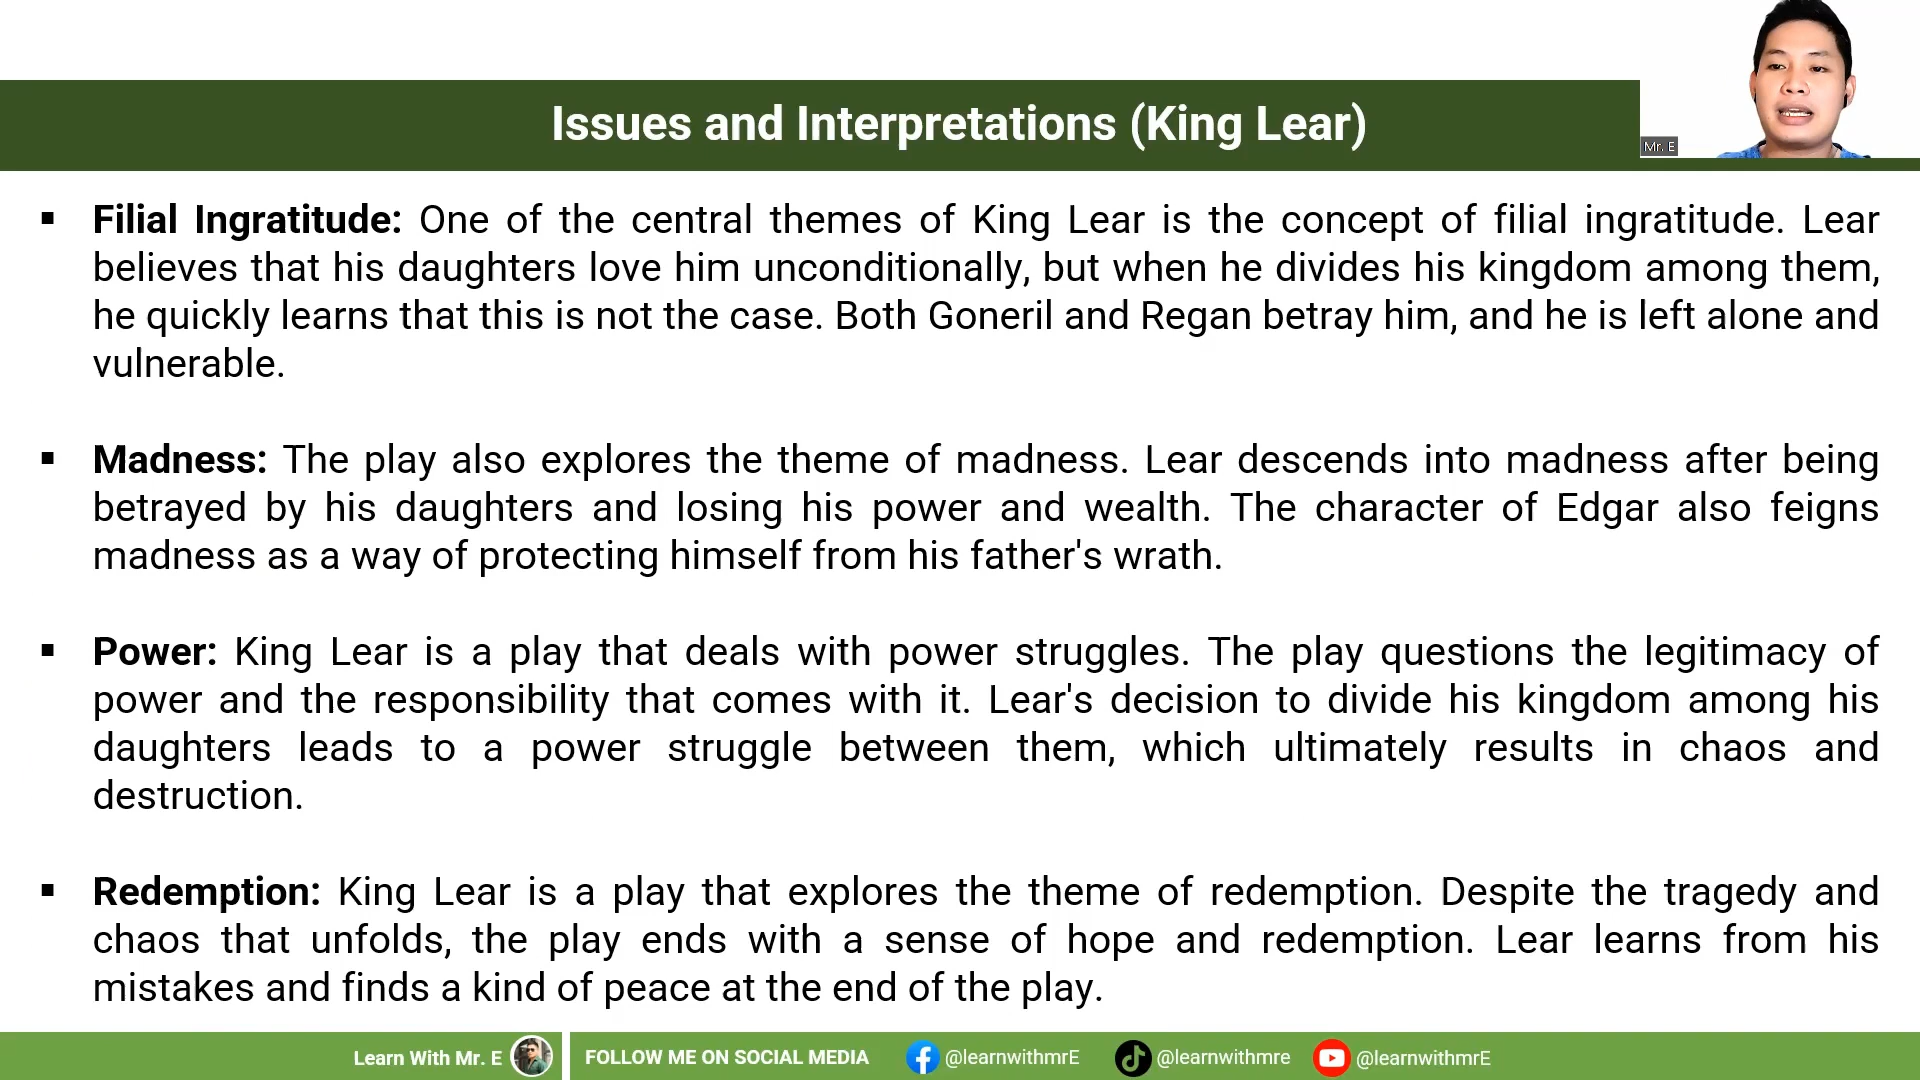 Issues and Interpretations (King Lear)
Mr. E
▪ Filial Ingratitude: One of the central themes of King Lear is the concept of filial ingratitude. Lear
believes that his daughters love him unconditionally, but when he divides his kingdom among them,
he quickly learns that this is not the case. Both Goneril and Regan betray him, and he is left alone and
vulnerable.
▪ Madness: The play also explores the theme of madness. Lear descends into madness after being
betrayed by his daughters and losing his power and wealth. The character of Edgar also feigns
madness as a way of protecting himself from his father's wrath.
▪ Power: King Lear is a play that deals with power struggles. The play questions the legitimacy of
power and the responsibility that comes with it. Lear's decision to divide his kingdom among his
daughters leads to a power struggle between them, which ultimately results in chaos and
destruction.
▪ Redemption: King Lear is a play that explores the theme of redemption. Despite the tragedy and
chaos that unfolds, the play ends with a sense of hope and redemption. Lear learns from his
mistakes and finds a kind of peace at the end of the play.
Learn With Mr. E FOLLOW ME ON SOCIAL MEDIA @learnwithmrE @learnwithmre @learnwithmrE